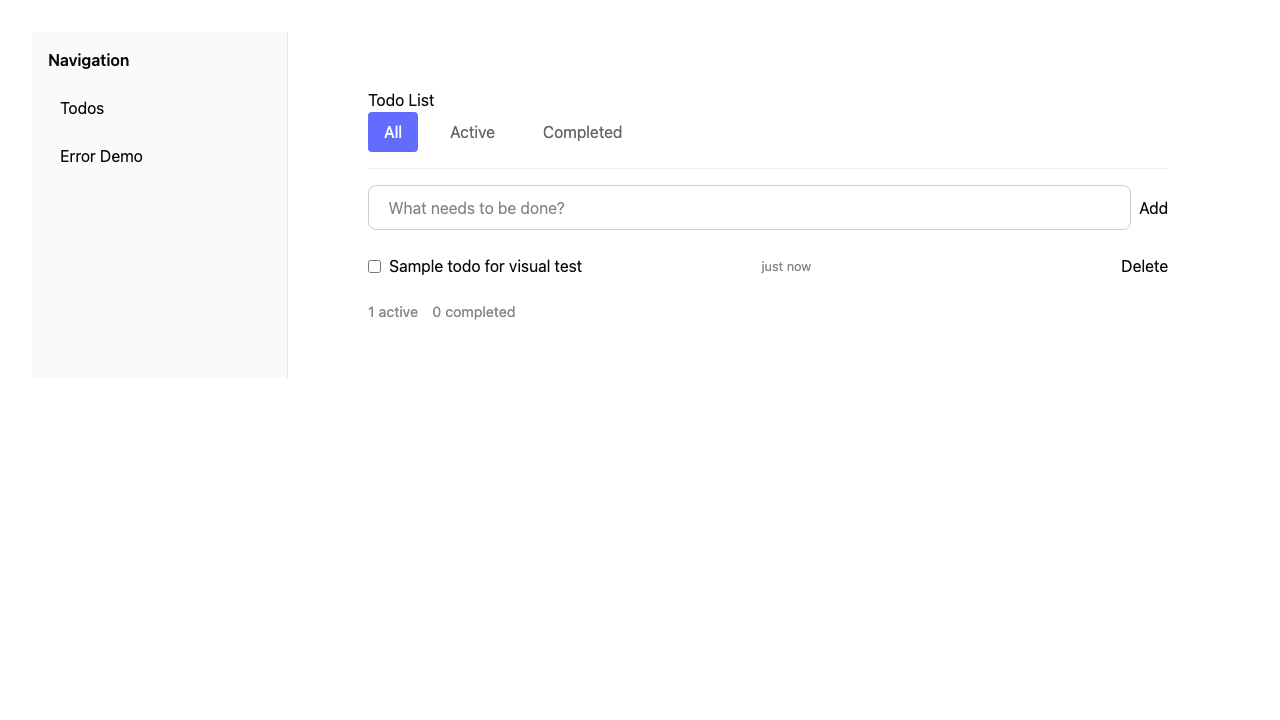 Navigation
Todos
Error Demo
Todo List
All Active Completed
What needs to be done? Add
Sample todo for visual test just now Delete
1 active 0 completed